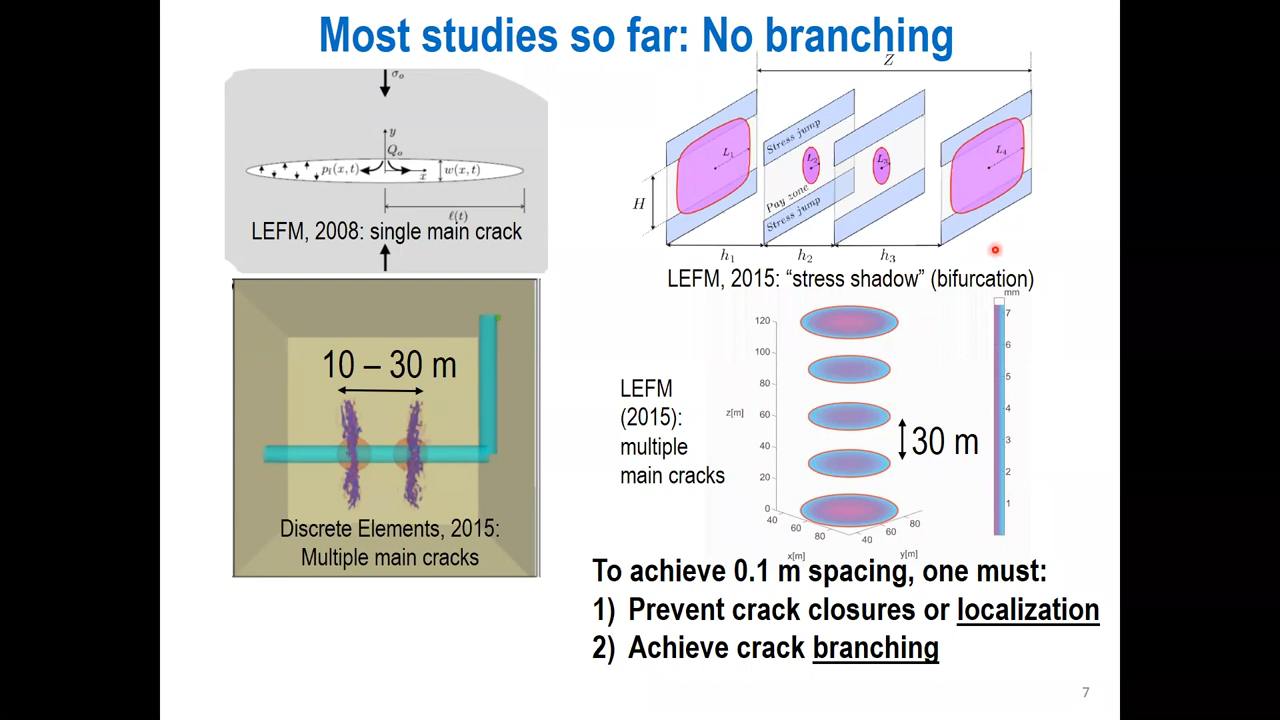 Most studies so far: No branching
σₒ
y
Qₒ
p_f(x,t)
x
w(x,t)
ℓ(t)
LEFM, 2008: single main crack
Z
Stress jump
L₁
L₂
L₃
L₄
H
Pay zone
Stress jump
h₁
h₂
h₃
LEFM, 2015: “stress shadow” (bifurcation)
10 – 30 m
Discrete Elements, 2015:
Multiple main cracks
LEFM
(2015):
multiple
main cracks
mm
120
100
80
60
40
20
0
z[m]
40
60
80
x[m]
40
60
80
y[m]
30 m
7
6
5
4
3
2
1
To achieve 0.1 m spacing, one must:
1) Prevent crack closures or localization
2) Achieve crack branching
7